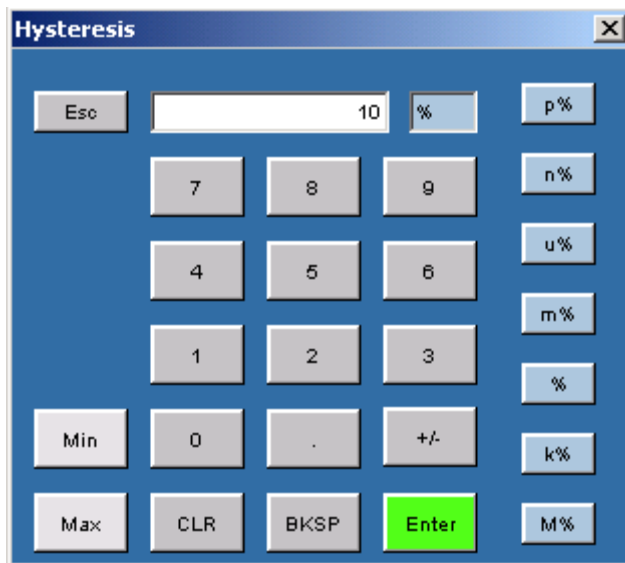 Hysteresis
Esc 10 % p%
7 8 9 n%
4 5 6 u%
m%
1 2 3 %
Min 0 . +/- k%
Max CLR BKSP Enter M%